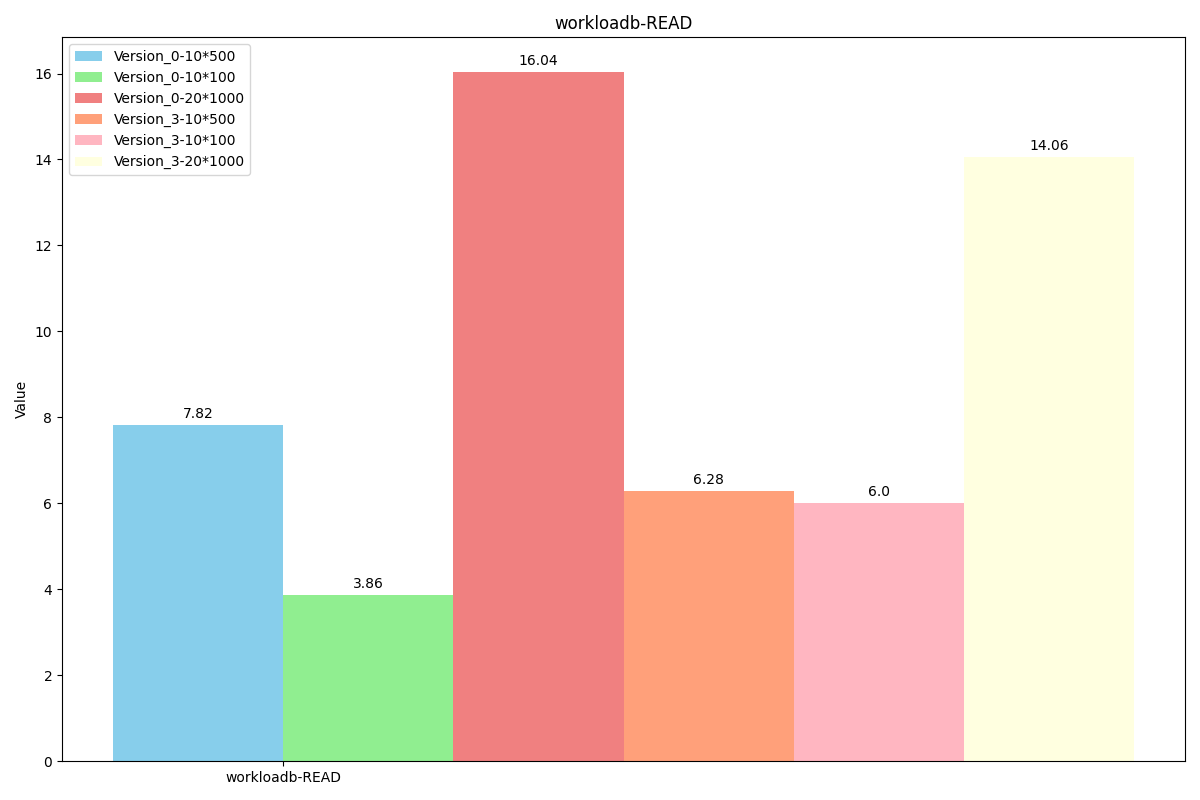 workloadb-READ
Version_0-10*500
Version_0-10*100
Version_0-20*1000
Version_3-10*500
Version_3-10*100
Version_3-20*1000
16.04
14.06
7.82
6.28
6.0
3.86
16
14
12
10
8
6
4
2
0
Value
workloadb-READ